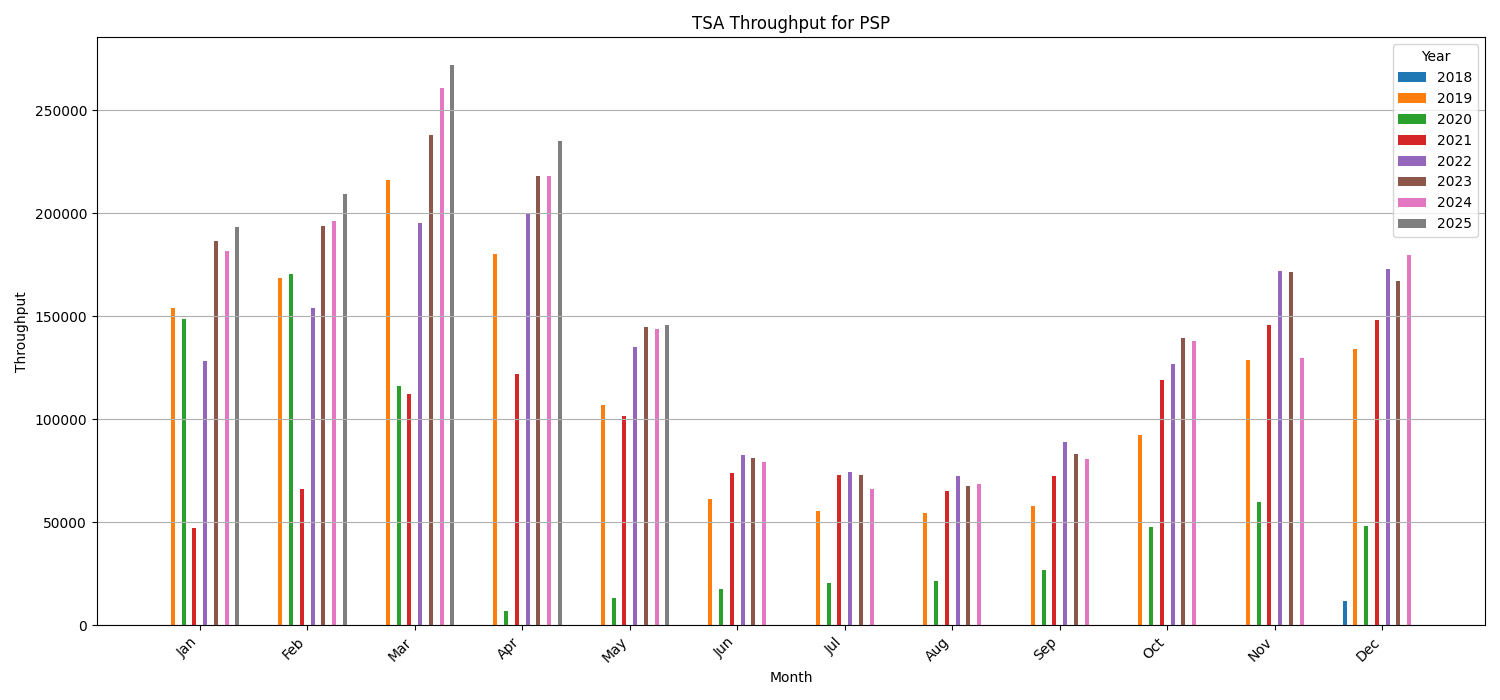 TSA Throughput for PSP
Year
2018
2019
2020
2021
2022
2023
2024
2025
Throughput
250000
200000
150000
100000
50000
0
Jan
Feb
Mar
Apr
May
Jun
Jul
Aug
Sep
Oct
Nov
Dec
Month